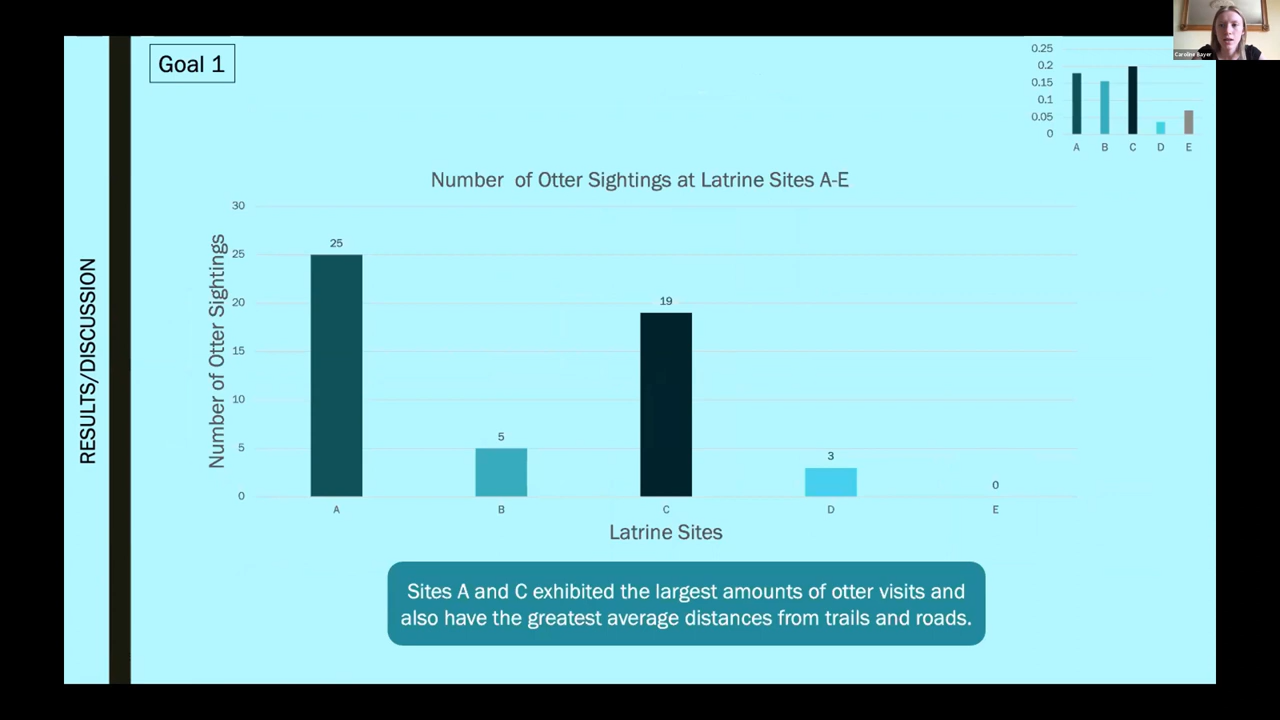 Goal 1
Caroline Bayer
0.25
0.2
0.15
0.1
0.05
0
A B C D E
RESULTS/DISCUSSION
Number of Otter Sightings at Latrine Sites A-E
Number of Otter Sightings
30
25
20
15
10
5
0
25
5
19
3
0
A B C D E
Latrine Sites
Sites A and C exhibited the largest amounts of otter visits and
also have the greatest average distances from trails and roads.